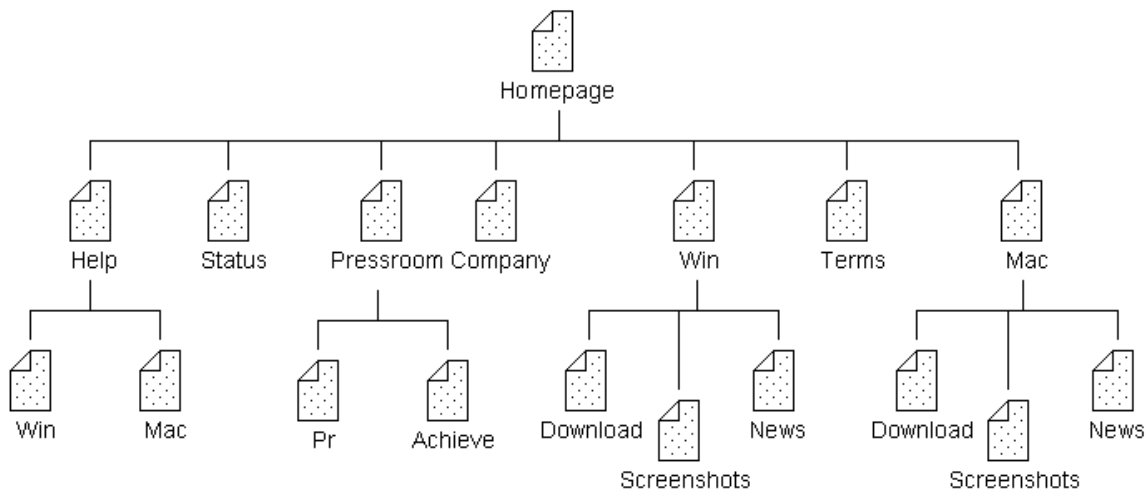 Homepage
Help Status Pressroom Company Win Terms Mac
Win Mac Pr Achieve Download Screenshots News Download Screenshots News